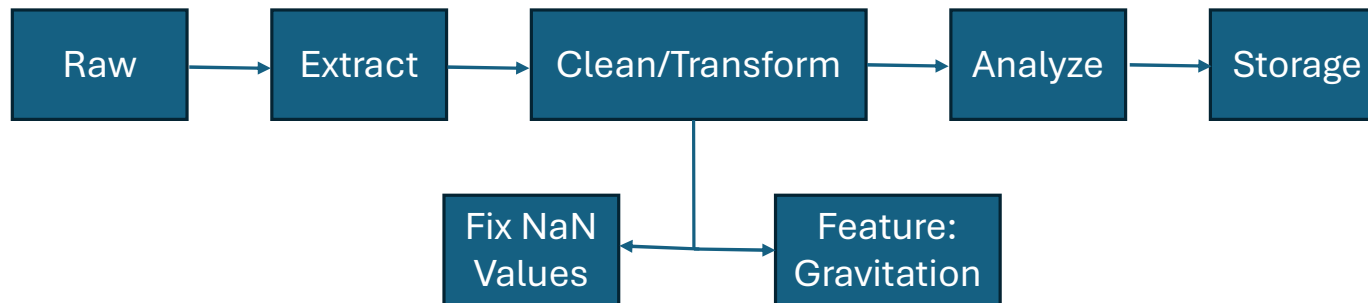 Raw
Extract
Clean/Transform
Analyze
Storage
Fix NaN
Values
Feature:
Gravitation